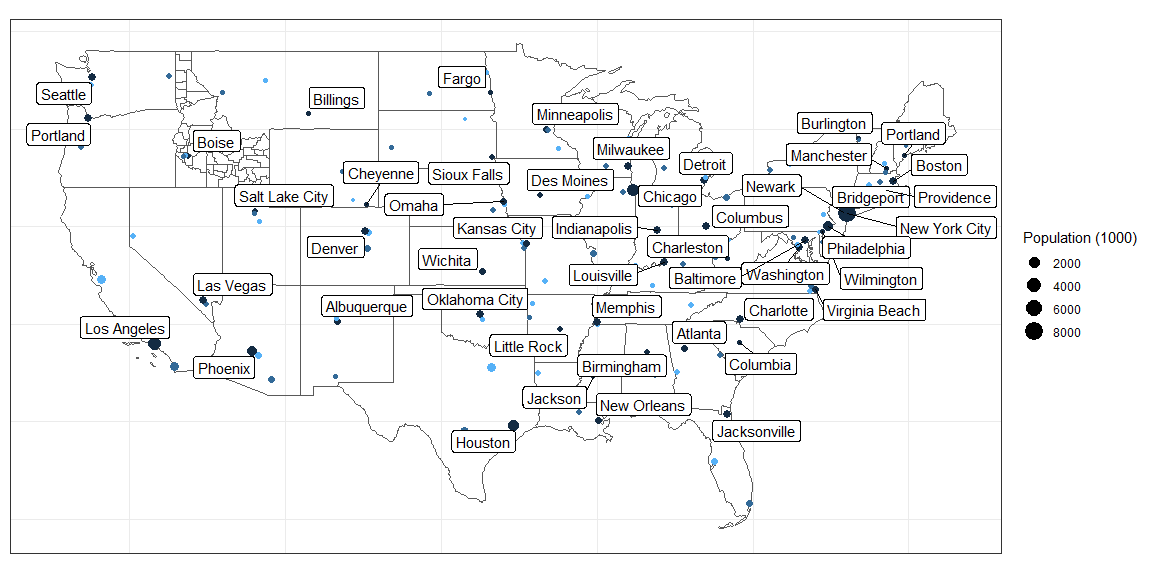 Fargo
Seattle
Billings
Minneapolis
Burlington
Portland
Portland
Boise
Milwaukee
Manchester
Detroit
Boston
Cheyenne
Sioux Falls
Des Moines
Newark
Salt Lake City
Omaha
Chicago
Bridgeport
Providence
Columbus
Kansas City
Indianapolis
New York City
Denver
Charleston
Philadelphia
Wichita
Louisville
Baltimore
Washington
Wilmington
Las Vegas
Albuquerque
Oklahoma City
Memphis
Charlotte
Virginia Beach
Los Angeles
Atlanta
Little Rock
Phoenix
Birmingham
Columbia
Jackson
New Orleans
Houston
Jacksonville
Population (1000)
2000
4000
6000
8000